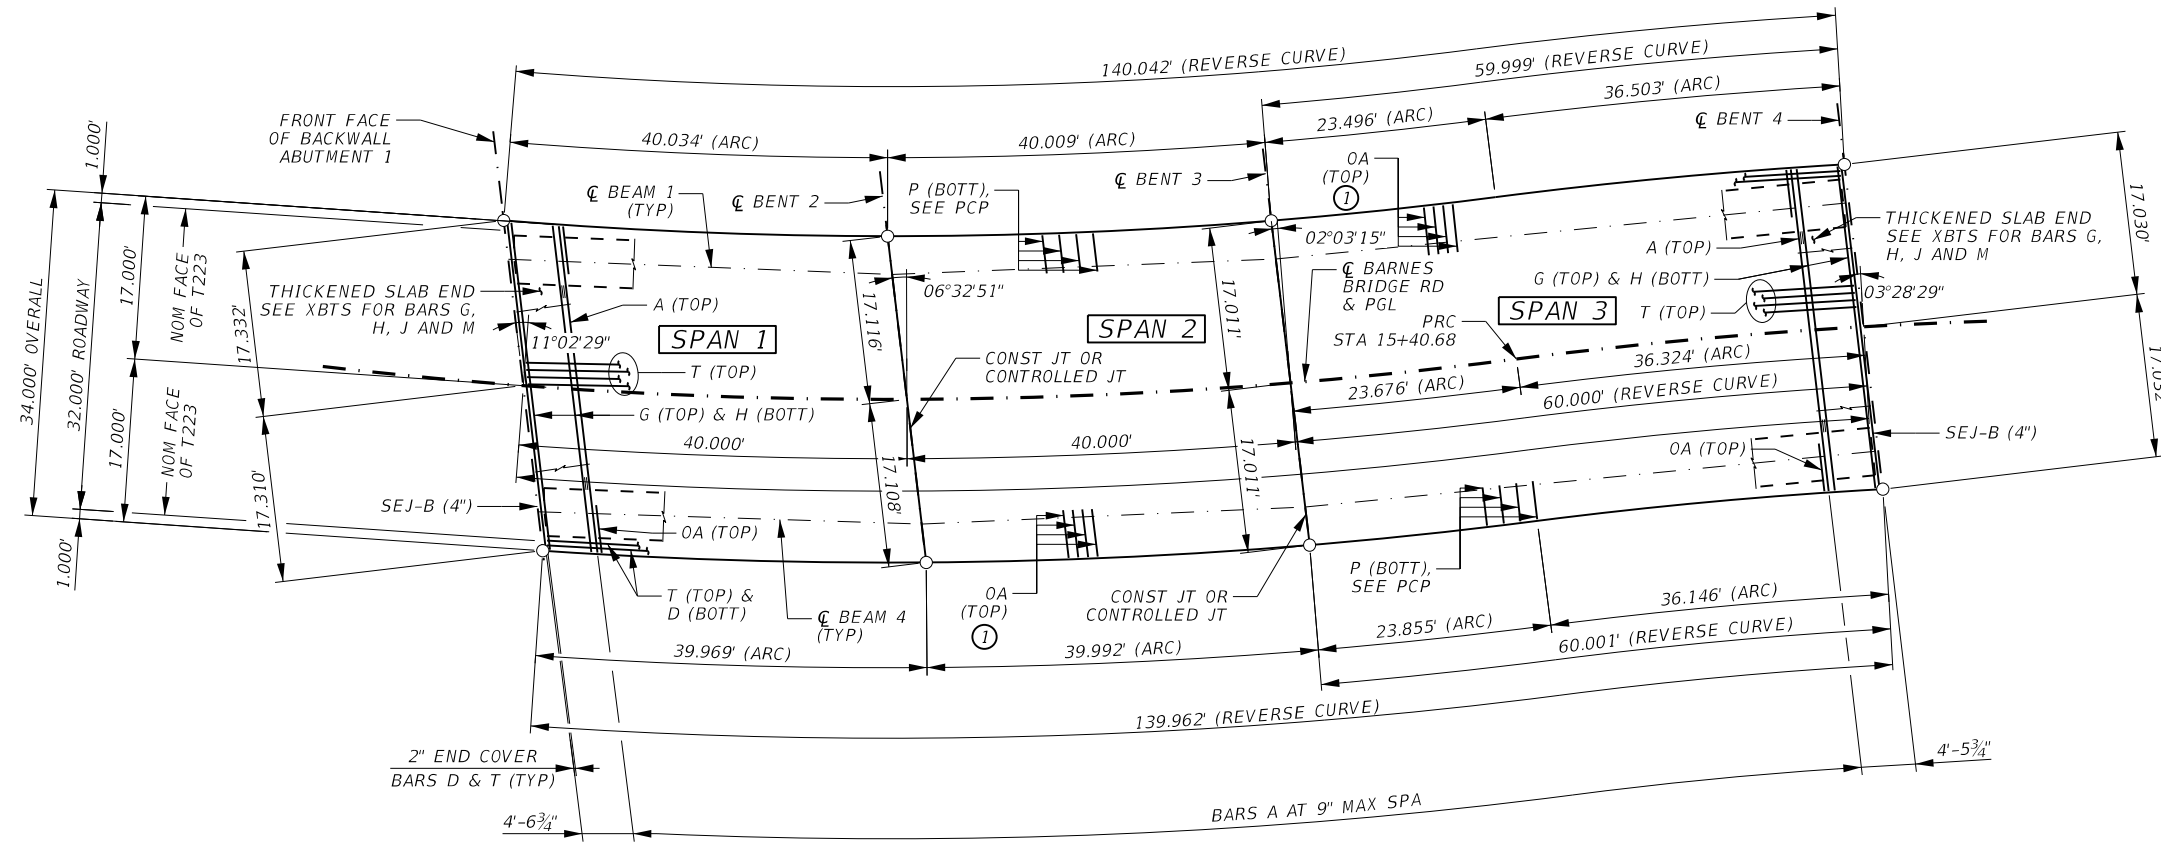 140.042' (REVERSE CURVE)
59.999' (REVERSE CURVE)
36.503' (ARC)
23.496' (ARC)
40.034' (ARC)
40.009' (ARC)
FRONT FACE
OF BACKWALL
ABUTMENT 1
℄ BENT 4
℄ BEAM 1
(TYP)
℄ BENT 2
P (BOTT),
SEE PCP
℄ BENT 3
OA
(TOP)
1
1.000'
34.000' OVERALL
32.000' ROADWAY
17.000'
17.000'
1.000'
NOM FACE
OF T223
NOM FACE
OF T223
17.332'
17.310'
THICKENED SLAB END
SEE XBTS FOR BARS G,
H, J AND M
11°02'29"
A (TOP)
SPAN 1
T (TOP)
G (TOP) & H (BOTT)
40.000'
17.116'
17.108'
06°32'51"
SPAN 2
CONST JT OR
CONTROLLED JT
40.000'
17.011'
17.011'
02°03'15"
℄ BARNES
BRIDGE RD
& PGL
SPAN 3
PRC
STA 15+40.68
23.676' (ARC)
36.324' (ARC)
60.000' (REVERSE CURVE)
A (TOP)
G (TOP) & H (BOTT)
T (TOP)
THICKENED SLAB END
SEE XBTS FOR BARS G,
H, J AND M
03°28'29"
17.030'
OA (TOP)
SEJ-B (4")
SEJ-B (4")
OA (TOP)
T (TOP) &
D (BOTT)
℄ BEAM 4
(TYP)
OA
(TOP)
1
CONST JT OR
CONTROLLED JT
P (BOTT),
SEE PCP
39.969' (ARC)
39.992' (ARC)
23.855' (ARC)
36.146' (ARC)
60.001' (REVERSE CURVE)
139.962' (REVERSE CURVE)
2" END COVER
BARS D & T (TYP)
4'-6¾"
BARS A AT 9" MAX SPA
4'-5¾"